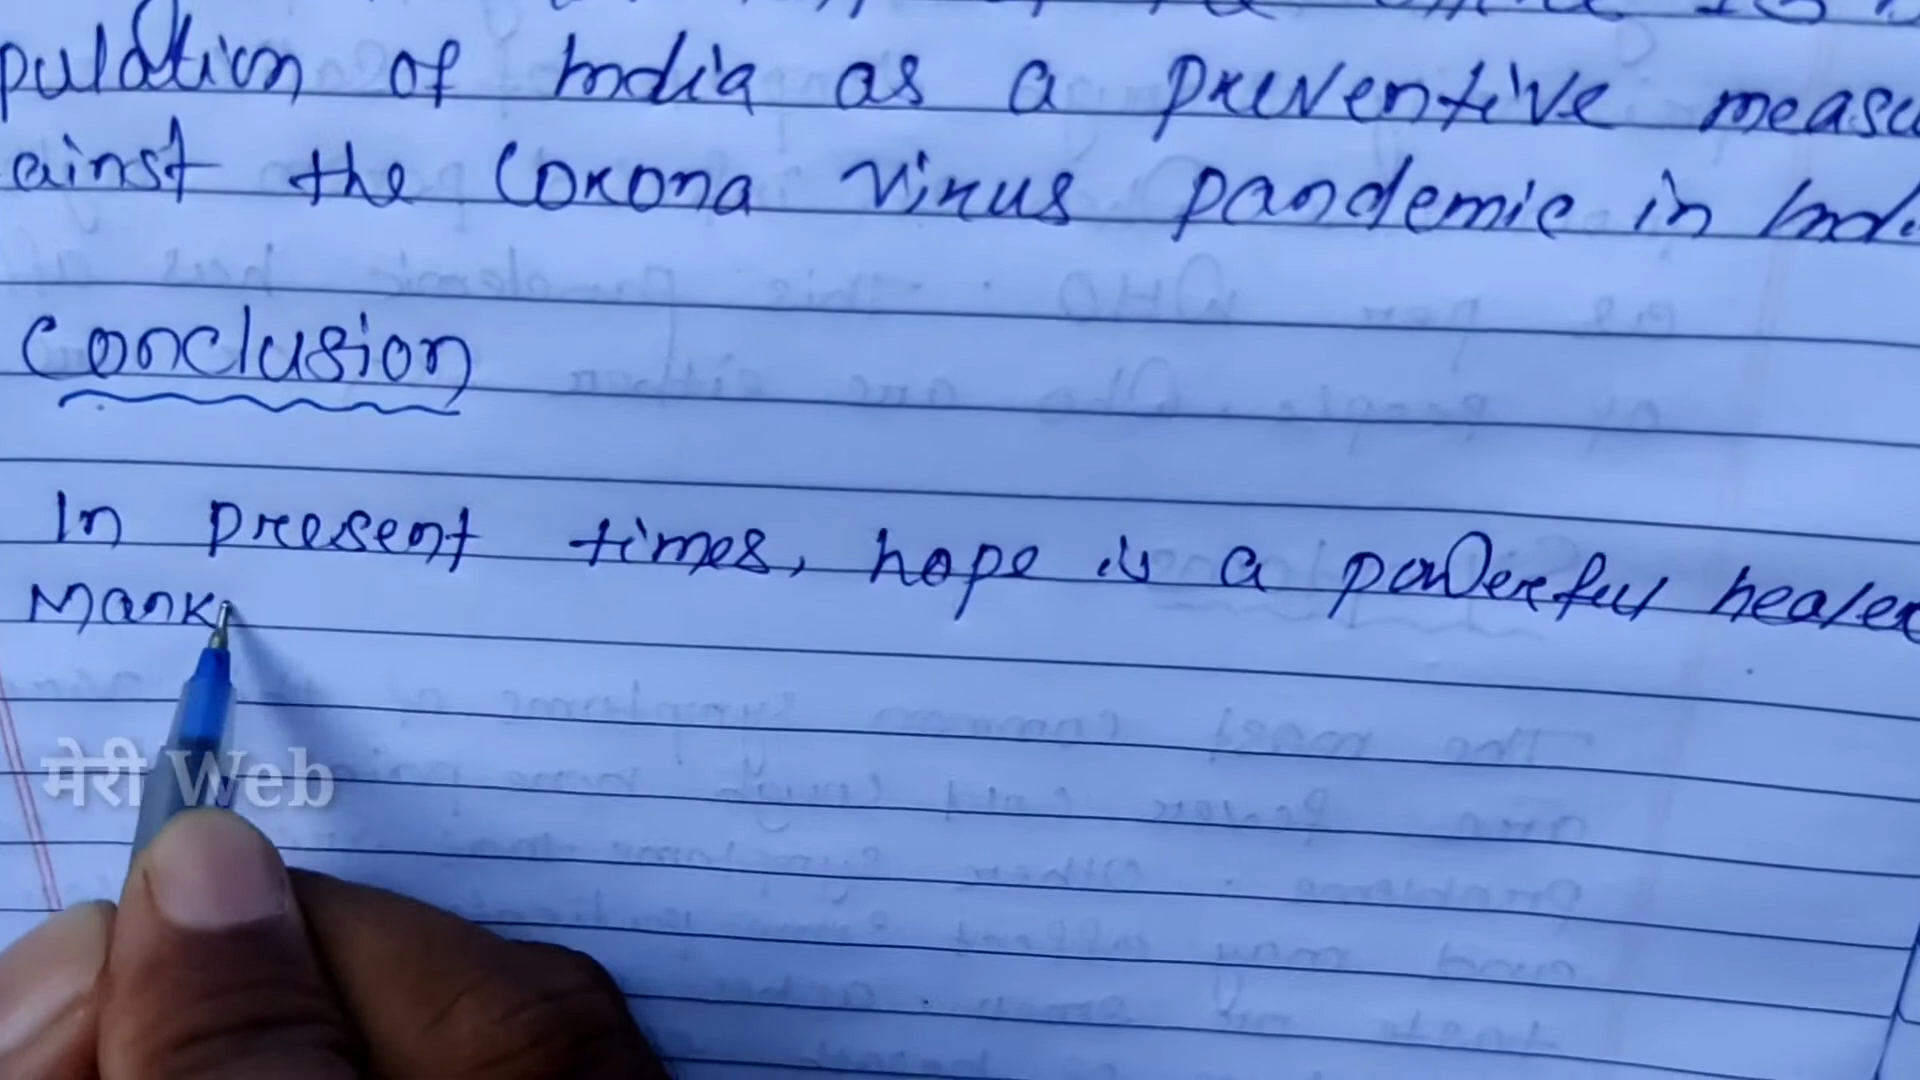 pulation of India as a preventive measu
ainst the Corona virus pandemic in Indi
Conclusion
In present times, hope is a powerful healer
Mank
मेरी Web